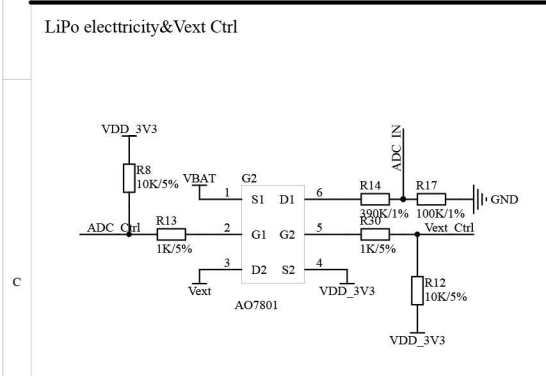 LiPo electtricity&Vext Ctrl
VDD_3V3
R8
10K/5%
VBAT
G2
ADC_IN
R14
R17
390K/1%
100K/1%
GND
1
S1
D1
6
ADC_Ctrl
R13
1K/5%
2
G1
G2
5
R30
1K/5%
Vext_Ctrl
3
D2
S2
4
Vext
VDD_3V3
AO7801
R12
10K/5%
VDD_3V3
C